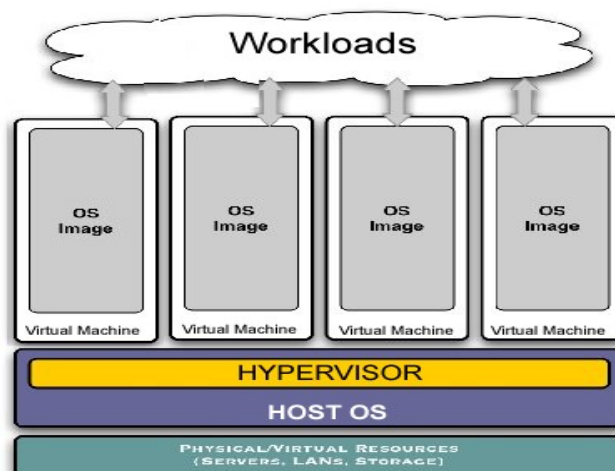 Workloads
OS
Image
OS
Image
OS
Image
OS
Image
Virtual Machine
Virtual Machine
Virtual Machine
Virtual Machine
HYPERVISOR
HOST OS
PHYSICAL/VIRTUAL RESOURCES
(SERVERS, LANS, STORAGE)